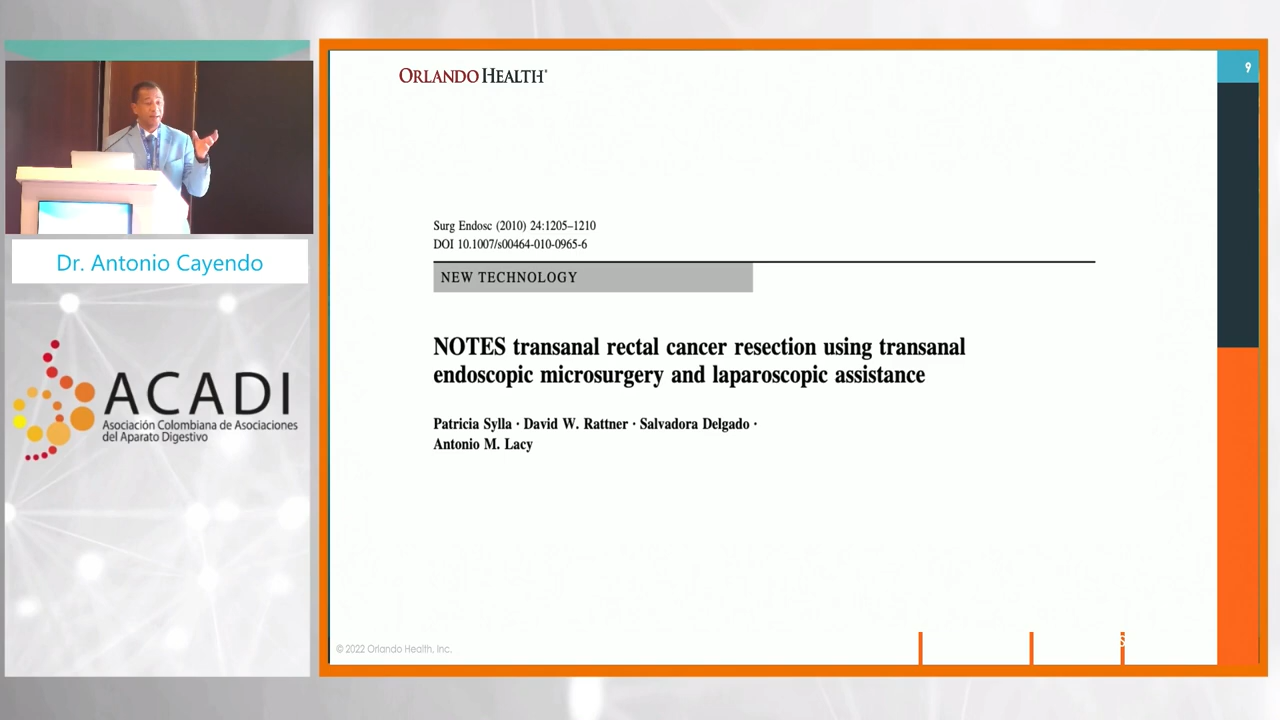 Dr. Antonio Cayendo
ACADI
Asociación Colombiana de Asociaciones
del Aparato Digestivo
ORLANDO HEALTH®
9
Surg Endosc (2010) 24:1205–1210
DOI 10.1007/s00464-010-0965-6
NEW TECHNOLOGY
NOTES transanal rectal cancer resection using transanal
endoscopic microsurgery and laparoscopic assistance
Patricia Sylla · David W. Rattner · Salvadora Delgado ·
Antonio M. Lacy
© 2022 Orlando Health, Inc.